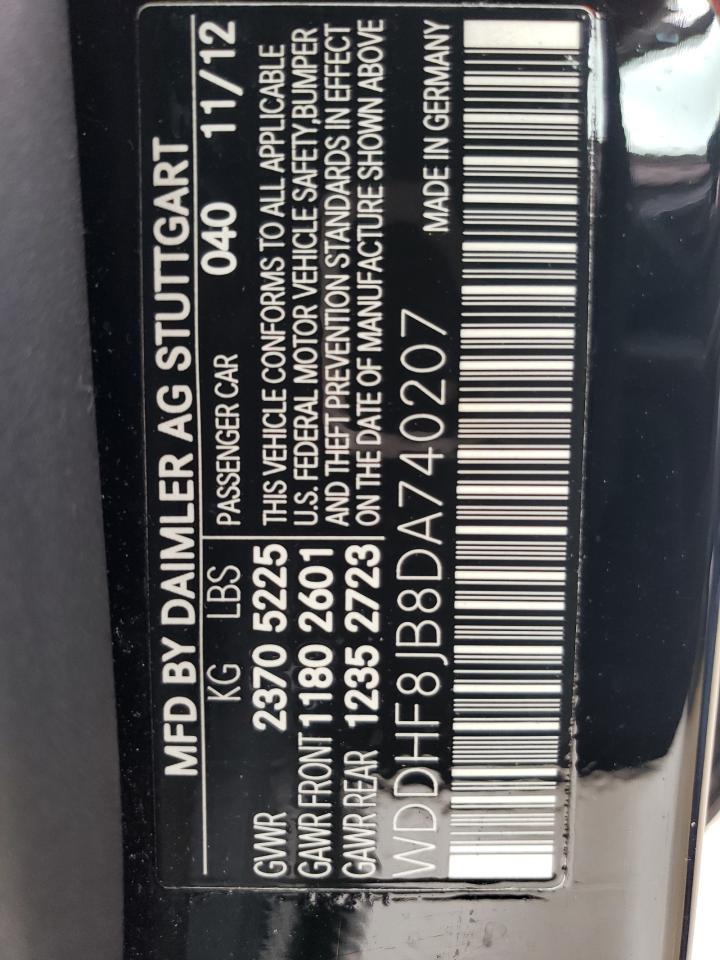 MFD BY DAIMLER AG STUTTGART
KG LBS PASSENGER CAR 040 11/12
GVWR 2370 5225 THIS VEHICLE CONFORMS TO ALL APPLICABLE
GAWR FRONT 1180 2601 U.S. FEDERAL MOTOR VEHICLE SAFETY,BUMPER
AND THEFT PREVENTION STANDARDS IN EFFECT
GAWR REAR 1235 2723 ON THE DATE OF MANUFACTURE SHOWN ABOVE
WDDHF8JB8DA740207 MADE IN GERMANY